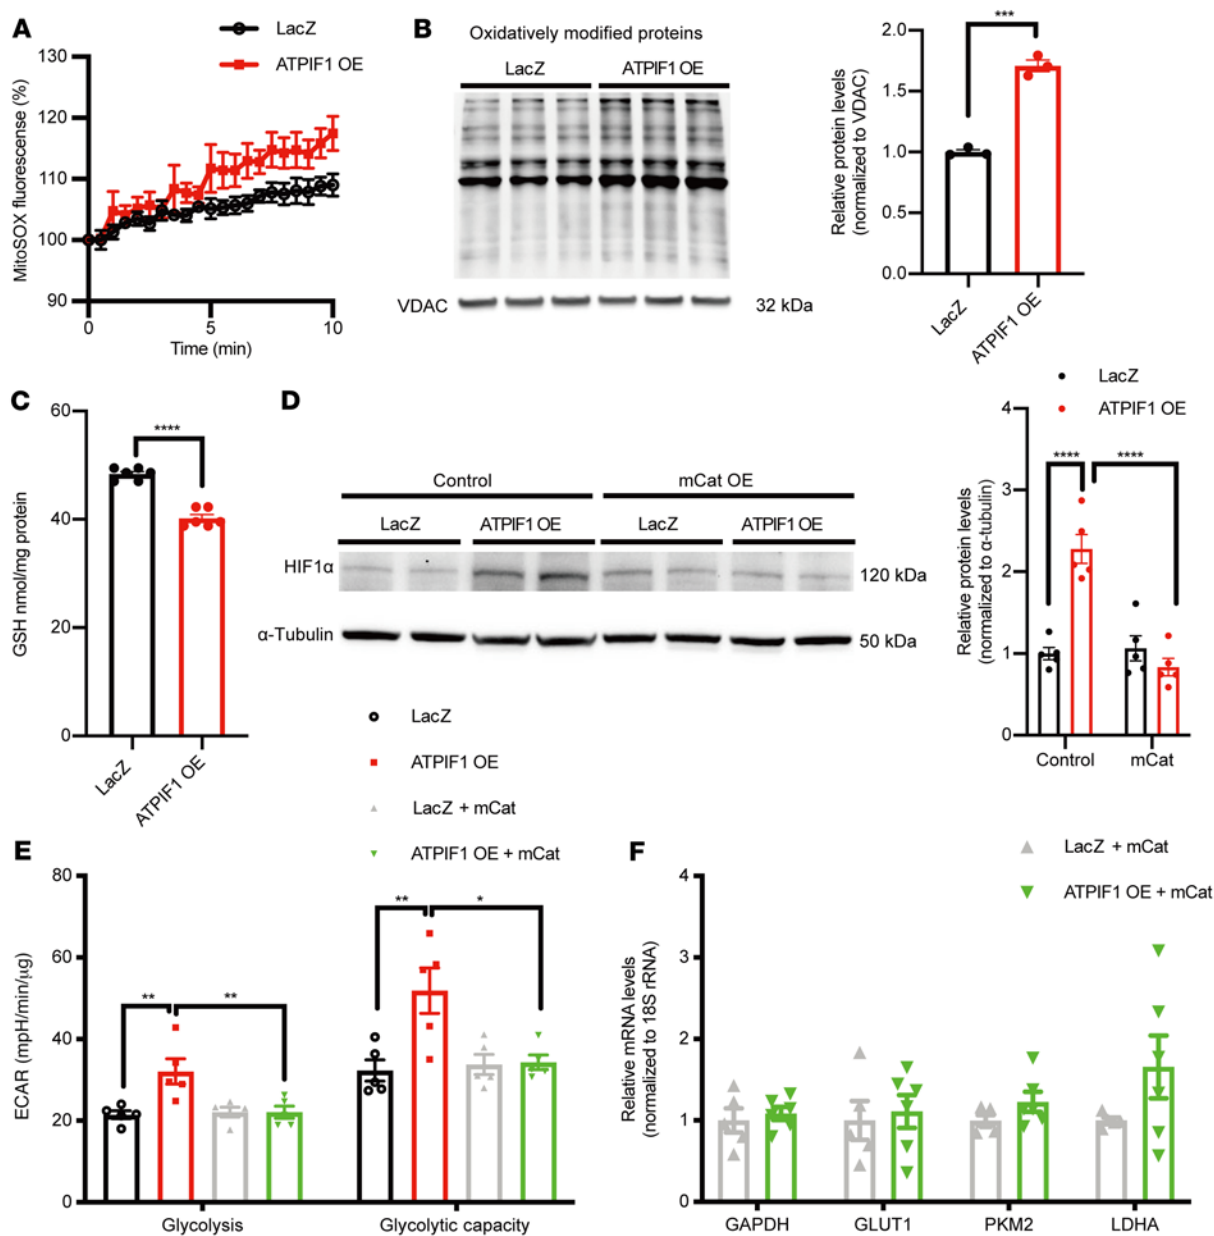 A
LacZ
ATPIF1 OE
MitoSOX fluorescense (%)
130
120
110
100
90
0
5
10
Time (min)
B
Oxidatively modified proteins
LacZ
ATPIF1 OE
VDAC
32 kDa
Relative protein levels
(normalized to VDAC)
2.0
1.5
1.0
0.5
0.0
***
LacZ
ATPIF1 OE
C
GSH nmol/mg protein
60
40
20
0
****
LacZ
ATPIF1 OE
D
Control
mCat OE
LacZ
ATPIF1 OE
LacZ
ATPIF1 OE
HIF1α
120 kDa
α-Tubulin
50 kDa
LacZ
ATPIF1 OE
Relative protein levels
(normalized to α-tubulin)
4
3
2
1
0
****
****
Control
mCat
LacZ
ATPIF1 OE
LacZ + mCat
ATPIF1 OE + mCat
E
ECAR (mpH/min/μg)
80
60
40
20
0
**
**
**
*
Glycolysis
Glycolytic capacity
F
LacZ + mCat
ATPIF1 OE + mCat
Relative mRNA levels
(normalized to 18S rRNA)
4
3
2
1
0
GAPDH
GLUT1
PKM2
LDHA